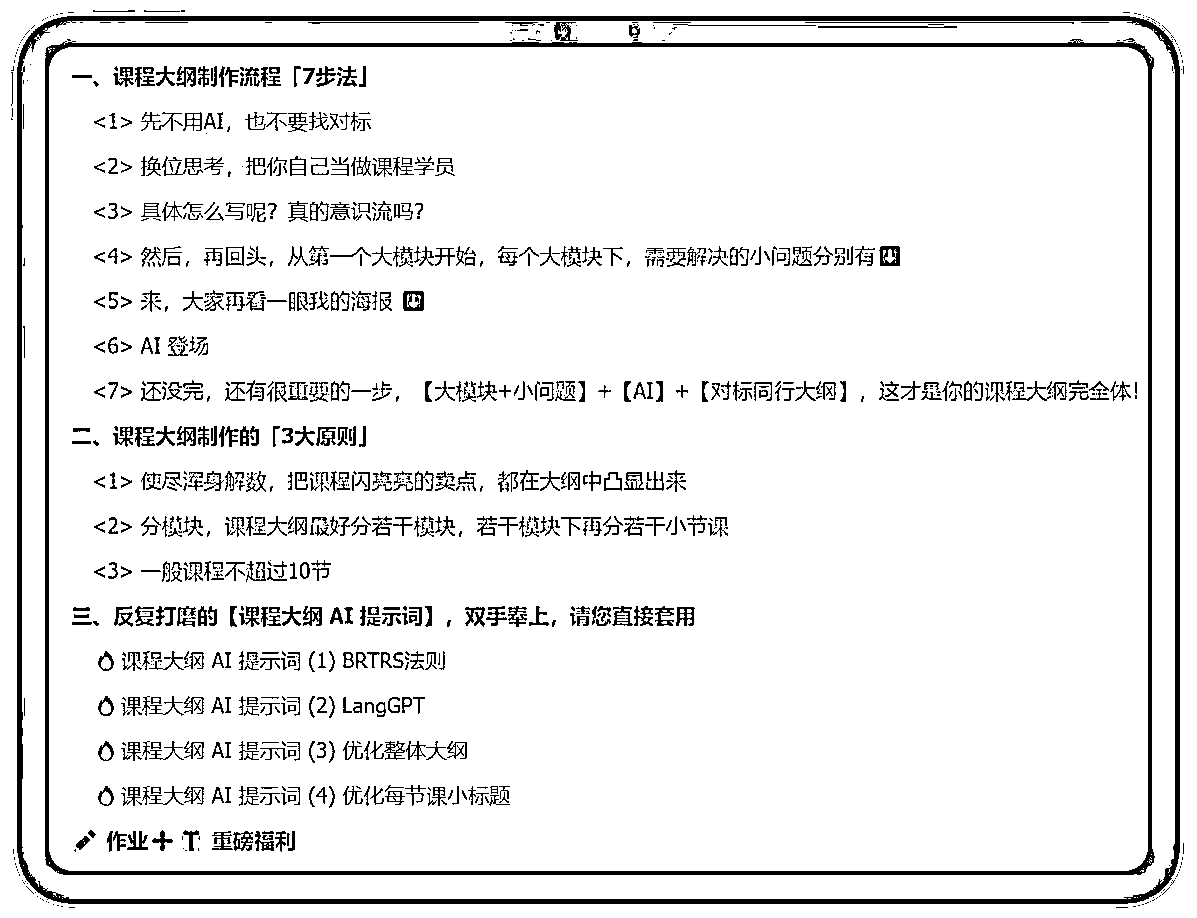 一、课程大纲制作流程「7步法」
<1> 先不用AI，也不要找对标
<2> 换位思考，把你自己当做课程学员
<3> 具体怎么写呢？真的意识流吗？
<4> 然后，再回头，从第一个大模块开始，每个大模块下，需要解决的小问题分别有
<5> 来，大家再看一眼我的海报
<6> AI 登场
<7> 还没完，还有很重要的一步，【大模块+小问题】+【AI】+【对标同行大纲】，这才是你的课程大纲完全体！
二、课程大纲制作的「3大原则」
<1> 使尽浑身解数，把课程闪亮亮的卖点，都在大纲中凸显出来
<2> 分模块，课程大纲最好分若干模块，若干模块下再分若干小节课
<3> 一般课程不超过10节
三、反复打磨的【课程大纲 AI 提示词】，双手奉上，请您直接套用
课程大纲 AI 提示词 (1) BRTRS法则
课程大纲 AI 提示词 (2) LangGPT
课程大纲 AI 提示词 (3) 优化整体大纲
课程大纲 AI 提示词 (4) 优化每节课小标题
作业 重磅福利